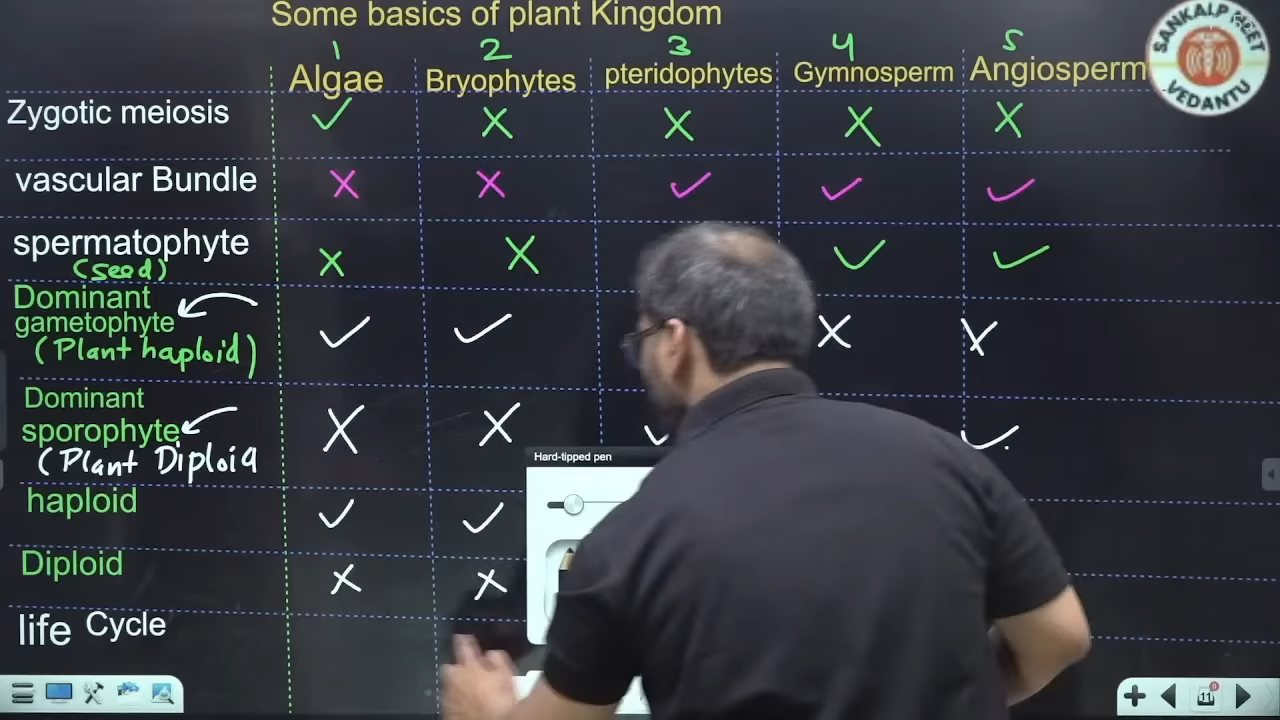 Some basics of plant Kingdom
1 2 3 4 5
Algae Bryophytes pteridophytes Gymnosperm Angiosperm
Zygotic meiosis ✓ X X X X
vascular Bundle X X ✓ ✓ ✓
spermatophyte X X ✓ ✓
(seed)
Dominant
gametophyte ✓ ✓ X X
(Plant haploid)
Dominant
sporophyte X X ✓ ✓
(Plant Diploid
haploid ✓ ✓
Diploid X X
life Cycle
Hard-tipped pen
SANKALP NEET
VEDANTU
11